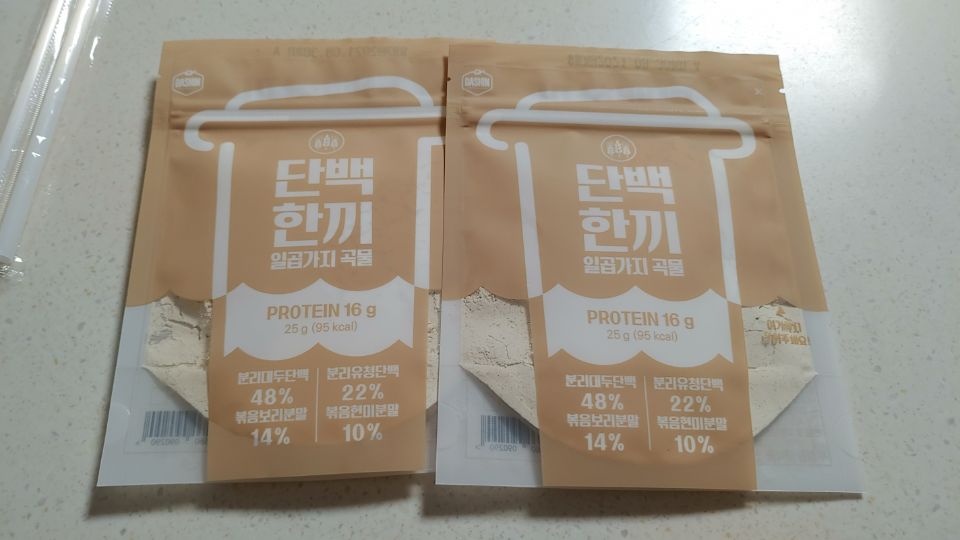 DASHIN
단백
한끼
일곱가지 곡물
PROTEIN 16 g
25 g (95 kcal)
분리대두단백
48%
분리유청단백
22%
볶음보리분말
14%
볶음현미분말
10%
DASHIN
단백
한끼
일곱가지 곡물
PROTEIN 16 g
25 g (95 kcal)
분리대두단백
48%
분리유청단백
22%
볶음보리분말
14%
볶음현미분말
10%